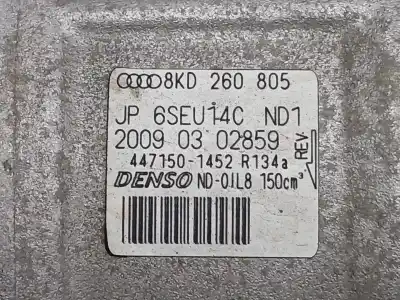 8KD 260 805
JP 6SEU14C ND1
2009 03 02859
REV
447150-1452 R134a
DENSO ND-OIL8 150cm³